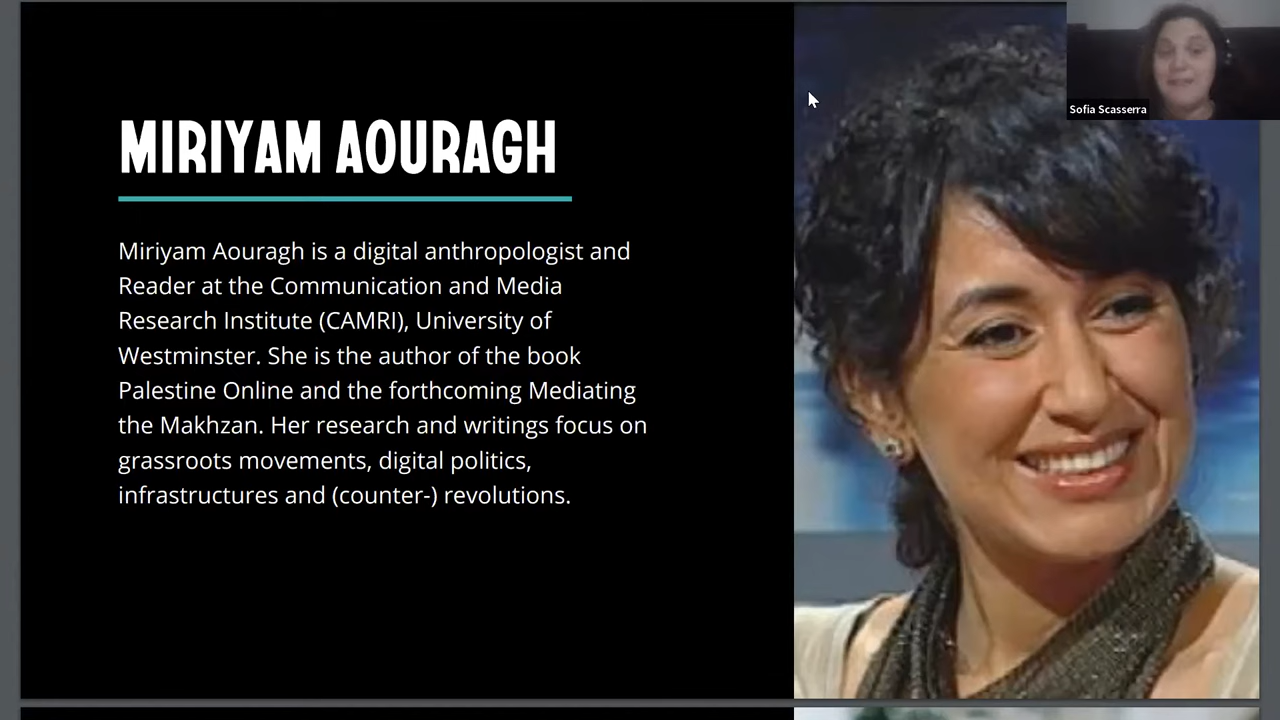 MIRIYAM AOURAGH
Miriyam Aouragh is a digital anthropologist and
Reader at the Communication and Media
Research Institute (CAMRI), University of
Westminster. She is the author of the book
Palestine Online and the forthcoming Mediating
the Makhzan. Her research and writings focus on
grassroots movements, digital politics,
infrastructures and (counter-) revolutions.
Sofia Scasserra